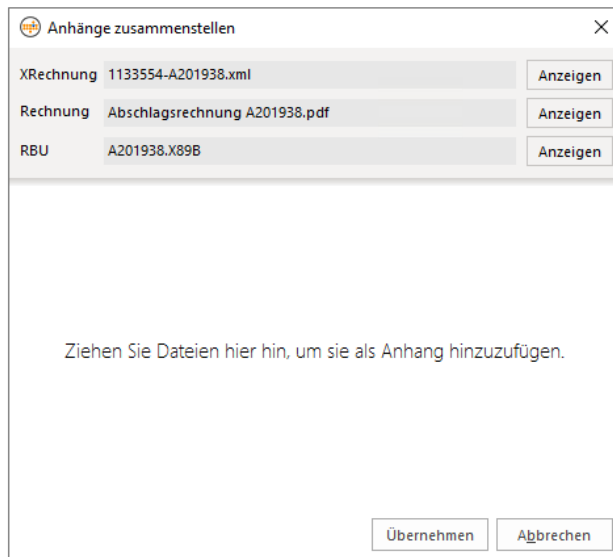 Anhänge zusammenstellen
XRechnung 1133554-A201938.xml Anzeigen
Rechnung Abschlagsrechnung A201938.pdf Anzeigen
RBU A201938.X89B Anzeigen
Ziehen Sie Dateien hier hin, um sie als Anhang hinzuzufügen.
Übernehmen Abbrechen